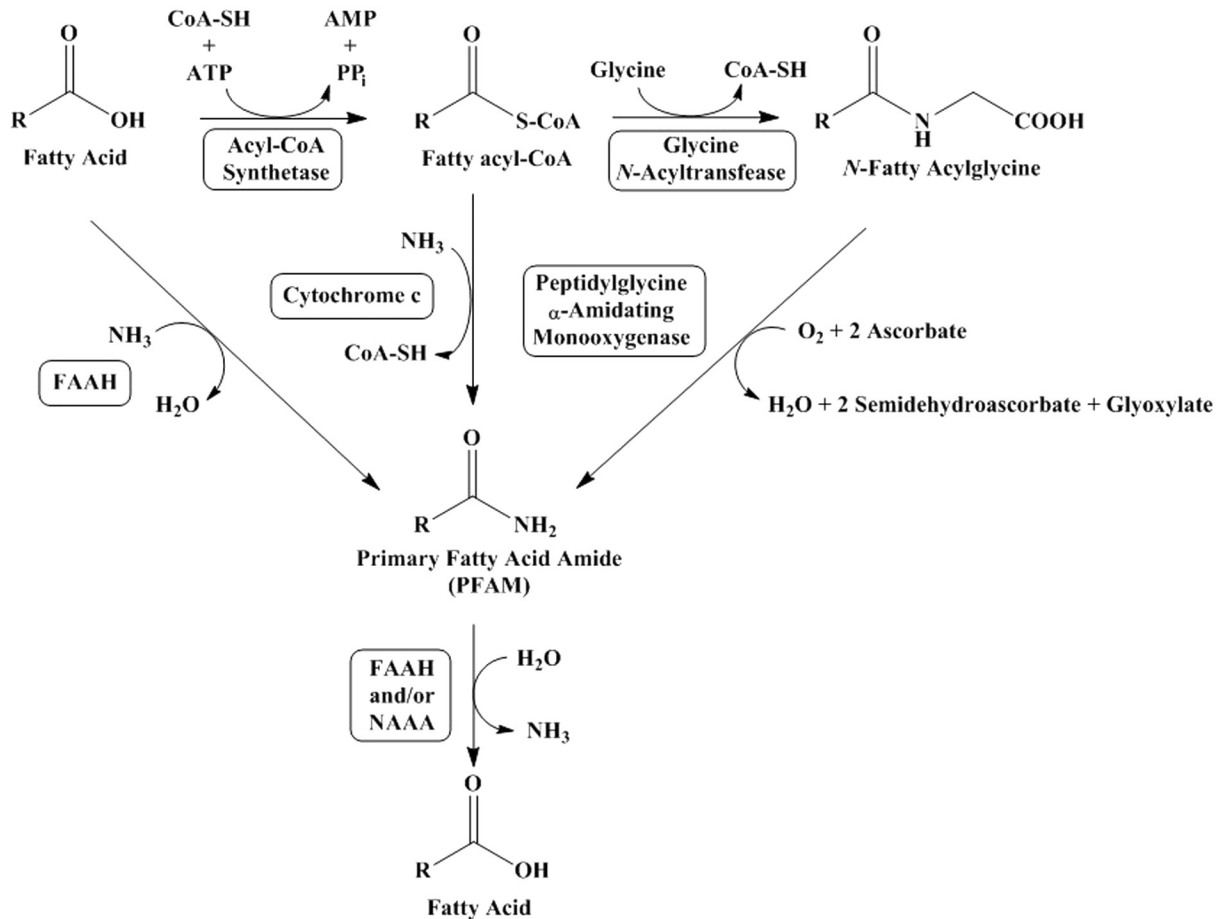 O
R
OH
Fatty Acid
CoA-SH
+
ATP
AMP
+
PPi
Acyl-CoA
Synthetase
O
R
S-CoA
Fatty acyl-CoA
Glycine
CoA-SH
Glycine
N-Acyltransfease
O
R
N
H
COOH
N-Fatty Acylglycine
NH3
FAAH
H2O
NH3
Cytochrome c
CoA-SH
Peptidylglycine
α-Amidating
Monooxygenase
O2 + 2 Ascorbate
H2O + 2 Semidehydroascorbate + Glyoxylate
O
R
NH2
Primary Fatty Acid Amide
(PFAM)
FAAH
and/or
NAAA
H2O
NH3
O
R
OH
Fatty Acid